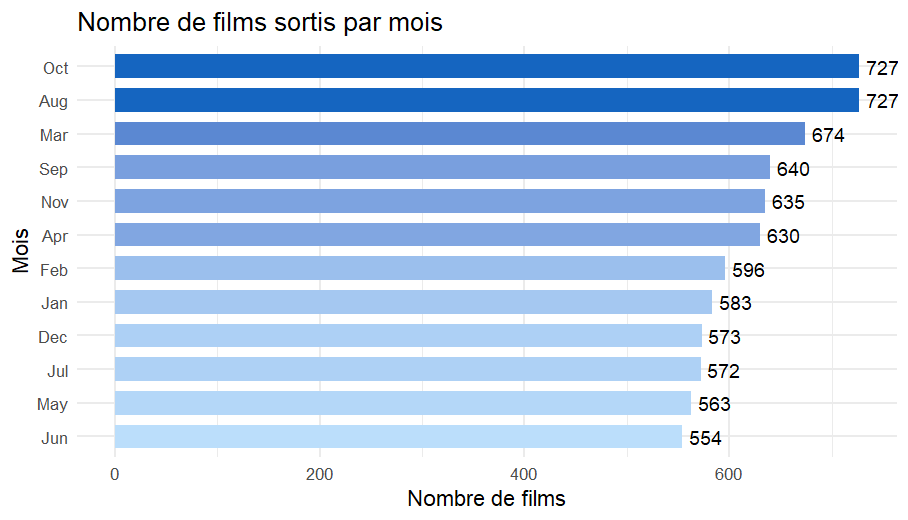 Nombre de films sortis par mois
Oct 727
Aug 727
Mar 674
Sep 640
Nov 635
Apr 630
Feb 596
Jan 583
Dec 573
Jul 572
May 563
Jun 554
Mois
0 200 400 600
Nombre de films